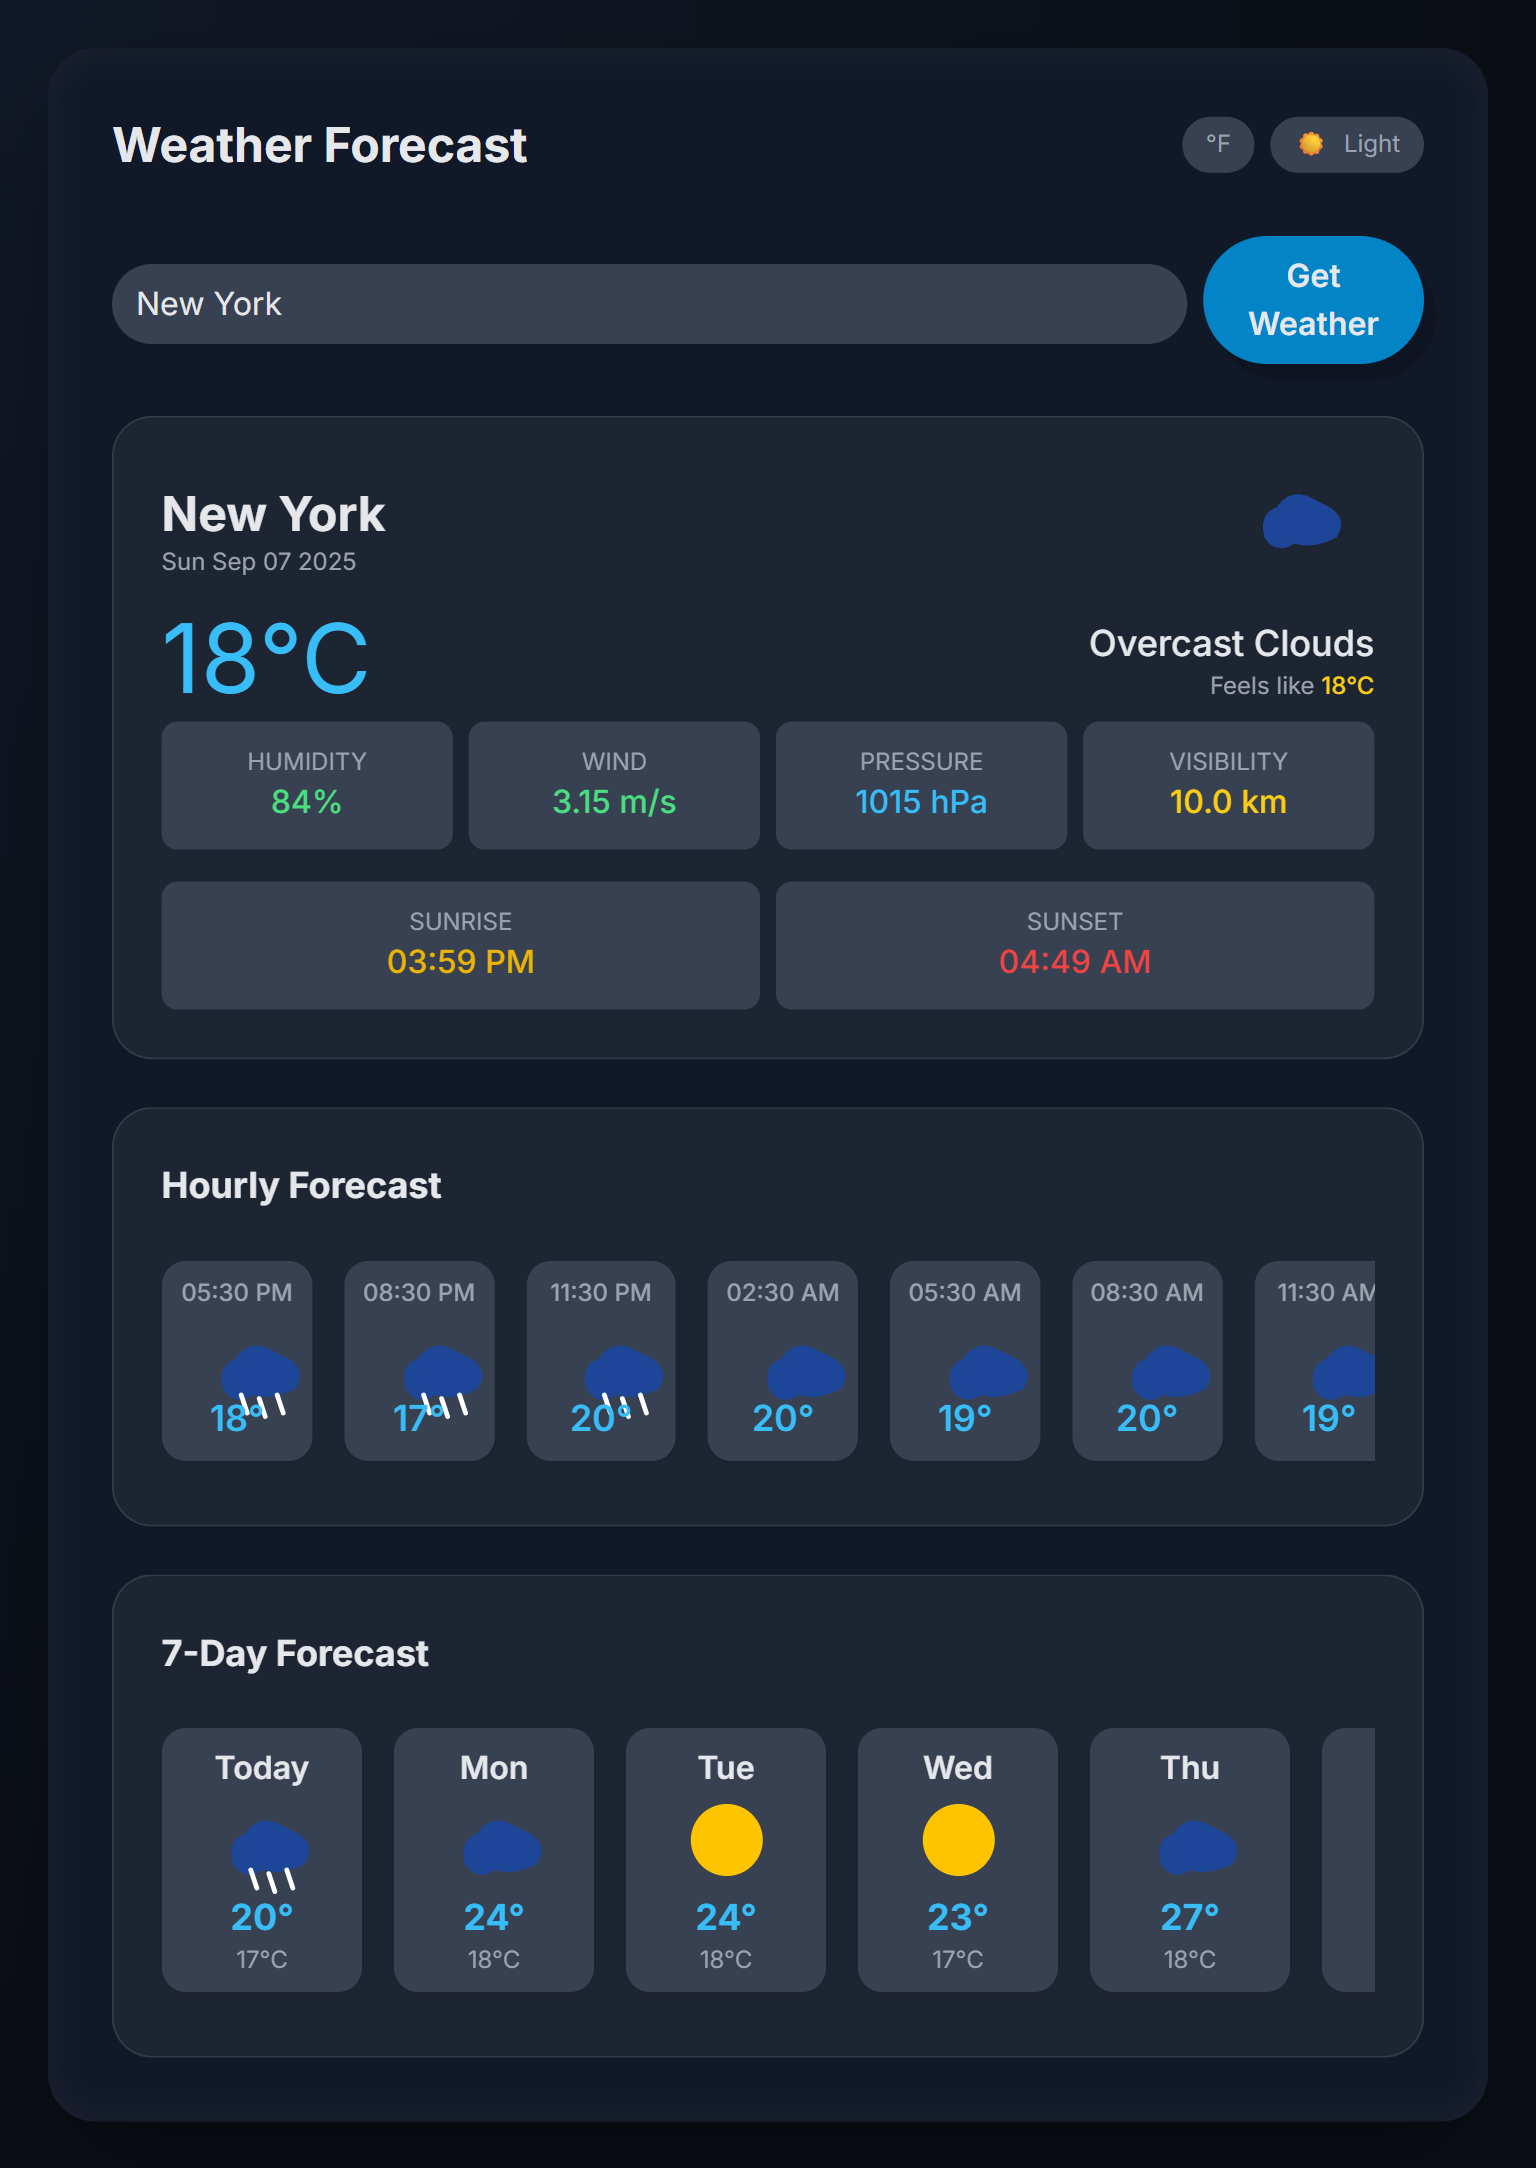 Weather Forecast
°F
Light
New York
Get
Weather
New York
Sun Sep 07 2025
18°C
Overcast Clouds
Feels like 18°C
HUMIDITY
84%
WIND
3.15 m/s
PRESSURE
1015 hPa
VISIBILITY
10.0 km
SUNRISE
03:59 PM
SUNSET
04:49 AM
Hourly Forecast
05:30 PM
18°
08:30 PM
17°
11:30 PM
20°
02:30 AM
20°
05:30 AM
19°
08:30 AM
20°
11:30 AM
19°
7-Day Forecast
Today
20°
17°C
Mon
24°
18°C
Tue
24°
18°C
Wed
23°
17°C
Thu
27°
18°C